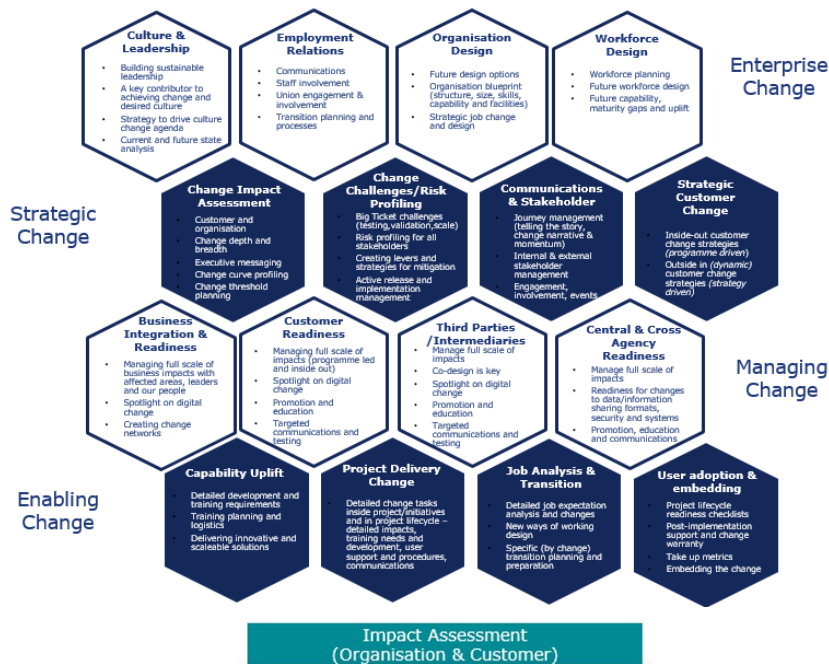 Culture &
Leadership
• Building sustainable
leadership
• A key contributor to
achieving change and
desired culture
• Strategy to drive culture
change agenda
• Current and future state
analysis
Employment
Relations
• Communications
• Staff involvement
• Union engagement &
involvement
• Transition planning and
processes
Organisation
Design
• Future design options
• Organisation blueprint
(structure, size, skills,
capability and facilities)
• Strategic job change
and design
Workforce
Design
• Workforce planning
• Future workforce design
• Future capability,
maturity gaps and uplift
Enterprise
Change
Strategic
Change
Change Impact
Assessment
• Customer and
organisation
• Change depth and
breadth
• Executive messaging
• Change curve profiling
• Change threshold
planning
Change
Challenges/Risk
Profiling
• Big Ticket challenges
(testing,validation,scale)
• Risk profiling for all
stakeholders
• Creating levers and
strategies for mitigation
• Active release and
implementation
management
Communications
& Stakeholder
• Journey management
(telling the story,
change narrative &
momentum)
• Internal & external
stakeholder
management
• Engagement,
involvement, events
Strategic
Customer
Change
• Inside-out customer
change strategies
(programme driven)
• Outside in (dynamic)
customer change
strategies (strategy
driven)
Business
Integration &
Readiness
• Managing full scale of
business impacts with
affected areas, leaders
and our people
• Spotlight on digital
change
• Creating change
networks
Customer
Readiness
• Managing full scale of
impacts (programme led
and inside out)
• Spotlight on digital
change
• Promotion and
education
• Targeted
communications and
testing
Third Parties
/Intermediaries
• Manage full scale of
impacts
• Co-design is key
• Spotlight on digital
change
• Promotion and
education
• Targeted
communications and
testing
Central & Cross
Agency
Readiness
• Manage full scale of
impacts
• Readiness for changes
to data/information
sharing formats,
security and systems
• Promotion, education
and communications
Managing
Change
Enabling
Change
Capability Uplift
• Detailed development and
training requirements
• Training planning and
logistics
• Delivering innovative and
scaleable solutions
Project Delivery
Change
• Detailed change tasks
inside project/initiatives
and in project lifecycle –
detailed impacts,
training needs and
development, user
support and procedures,
communications
Job Analysis &
Transition
• Detailed job expectation
analysis and changes
• New ways of working
design
• Specific (by change)
transition planning and
preparation
User adoption &
embedding
• Project lifecycle
readiness checklists
• Post-implementation
support and change
warranty
• Take up metrics
• Embedding the change
Impact Assessment
(Organisation & Customer)